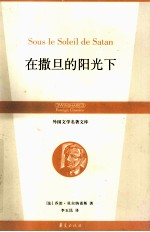 Sous le Soleil de Satan
在撒旦的阳光下
外国文学名著文库
[法] 乔治·贝尔纳诺斯 著
李玉民 译
华夏出版社